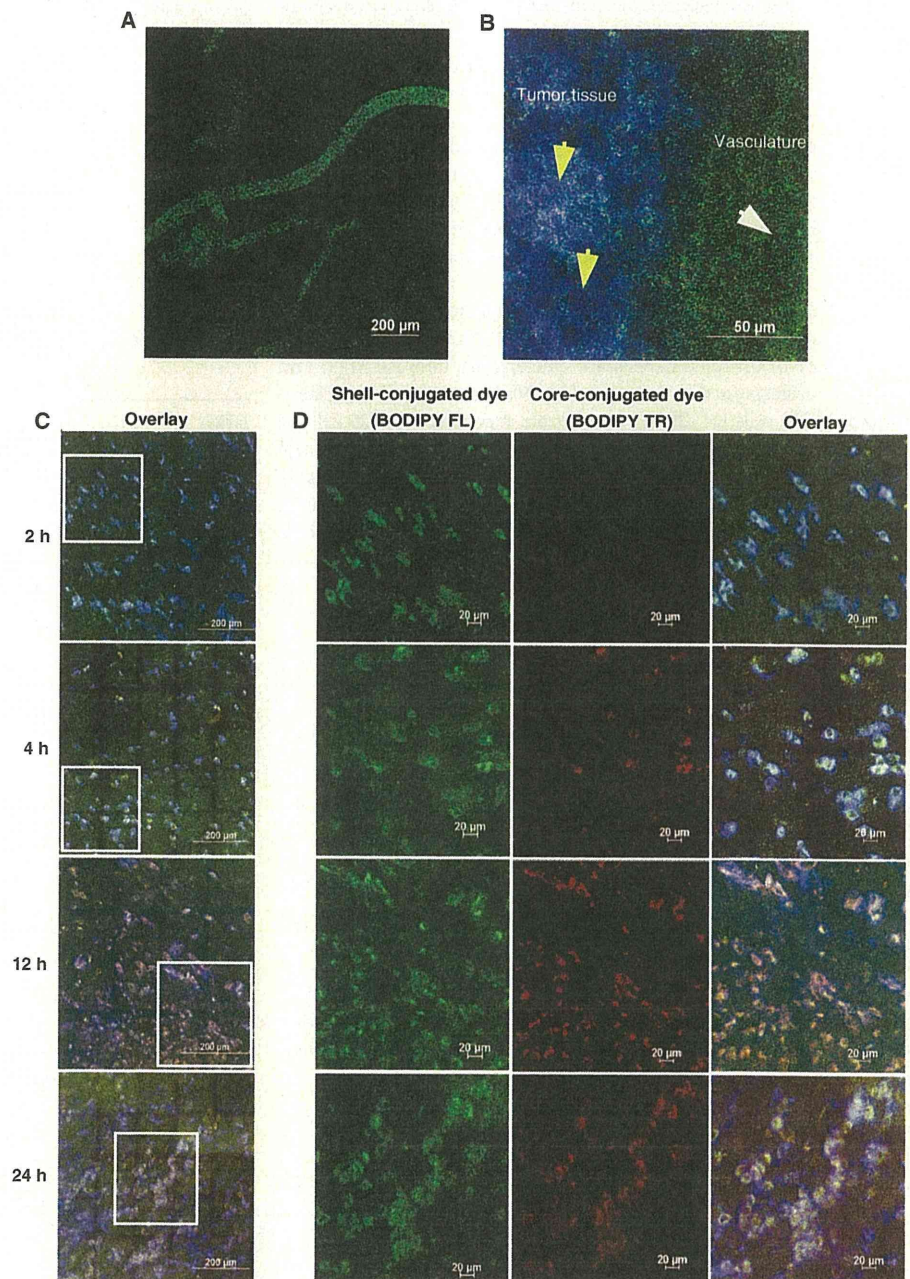 A
B
Tumor tissue
Vasculature
200 µm
50 µm
C
Overlay
D
Shell-conjugated dye
(BODIPY FL)
Core-conjugated dye
(BODIPY TR)
Overlay
2 h
200 µm
20 µm
20 µm
20 µm
4 h
200 µm
20 µm
20 µm
20 µm
12 h
200 µm
20 µm
20 µm
20 µm
24 h
200 µm
20 µm
20 µm
20 µm